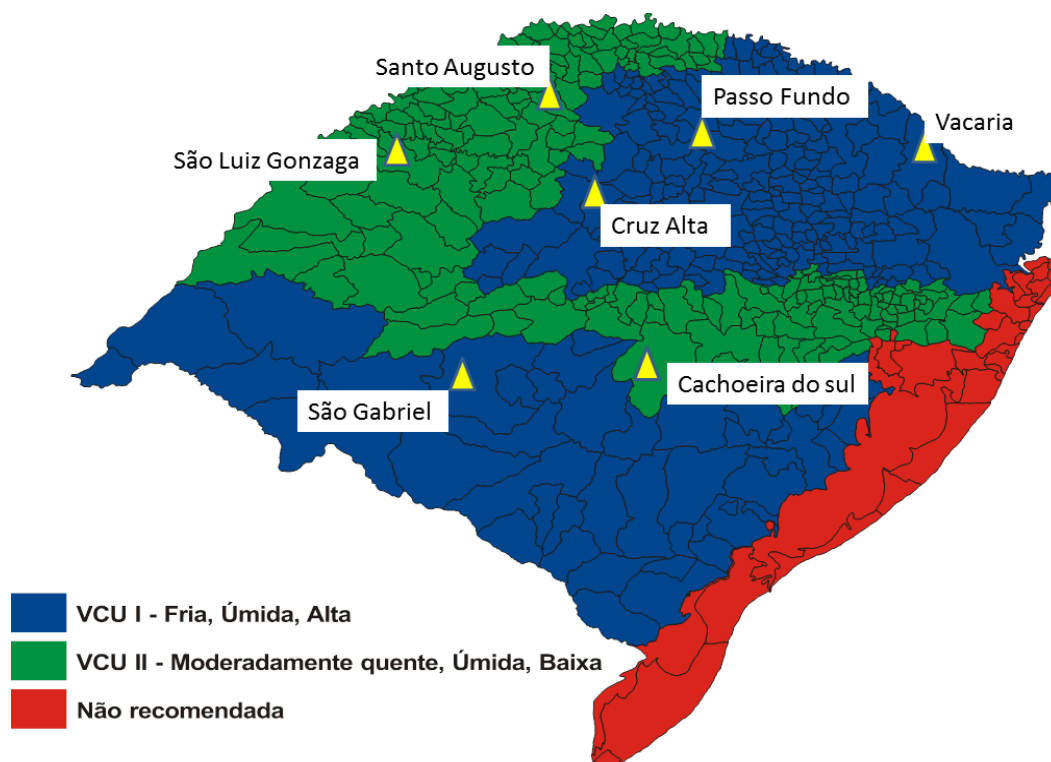 Santo Augusto
Passo Fundo
Vacaria
São Luiz Gonzaga
Cruz Alta
Cachoeira do sul
São Gabriel
VCU I - Fria, Úmida, Alta
VCU II - Moderadamente quente, Úmida, Baixa
Não recomendada